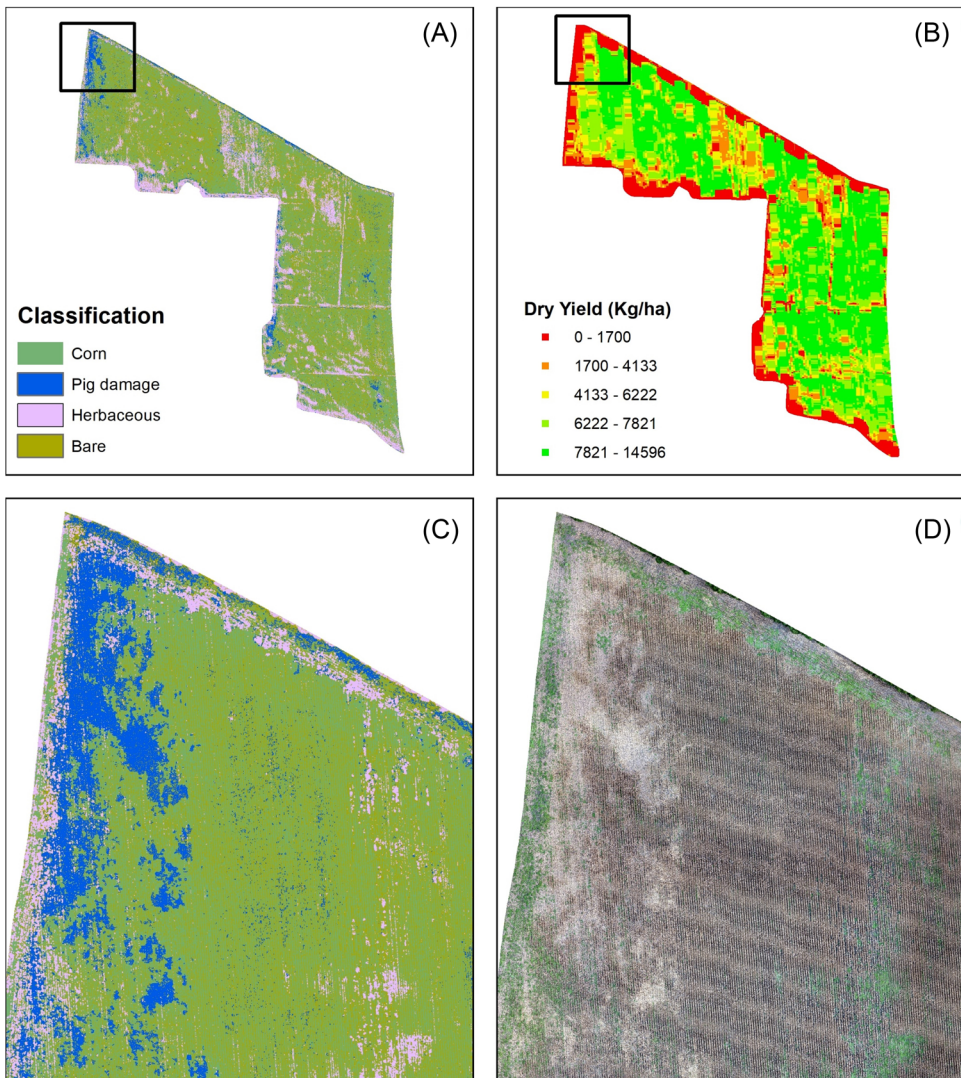 (A)
Classification
Corn
Pig damage
Herbaceous
Bare
(B)
Dry Yield (Kg/ha)
0 - 1700
1700 - 4133
4133 - 6222
6222 - 7821
7821 - 14596
(C)
(D)